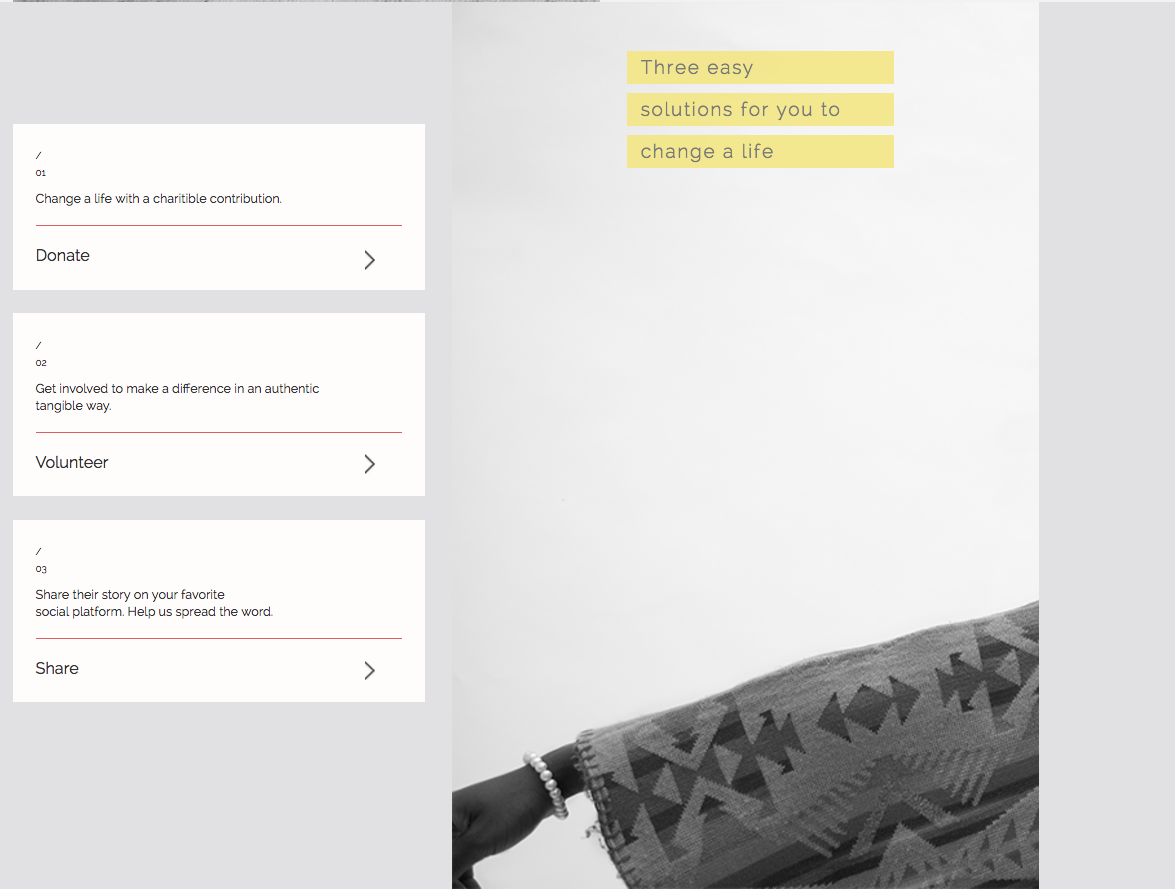 Three easy
solutions for you to
change a life
/
01
Change a life with a charitible contribution.
Donate
/
02
Get involved to make a difference in an authentic
tangible way.
Volunteer
/
03
Share their story on your favorite
social platform. Help us spread the word.
Share